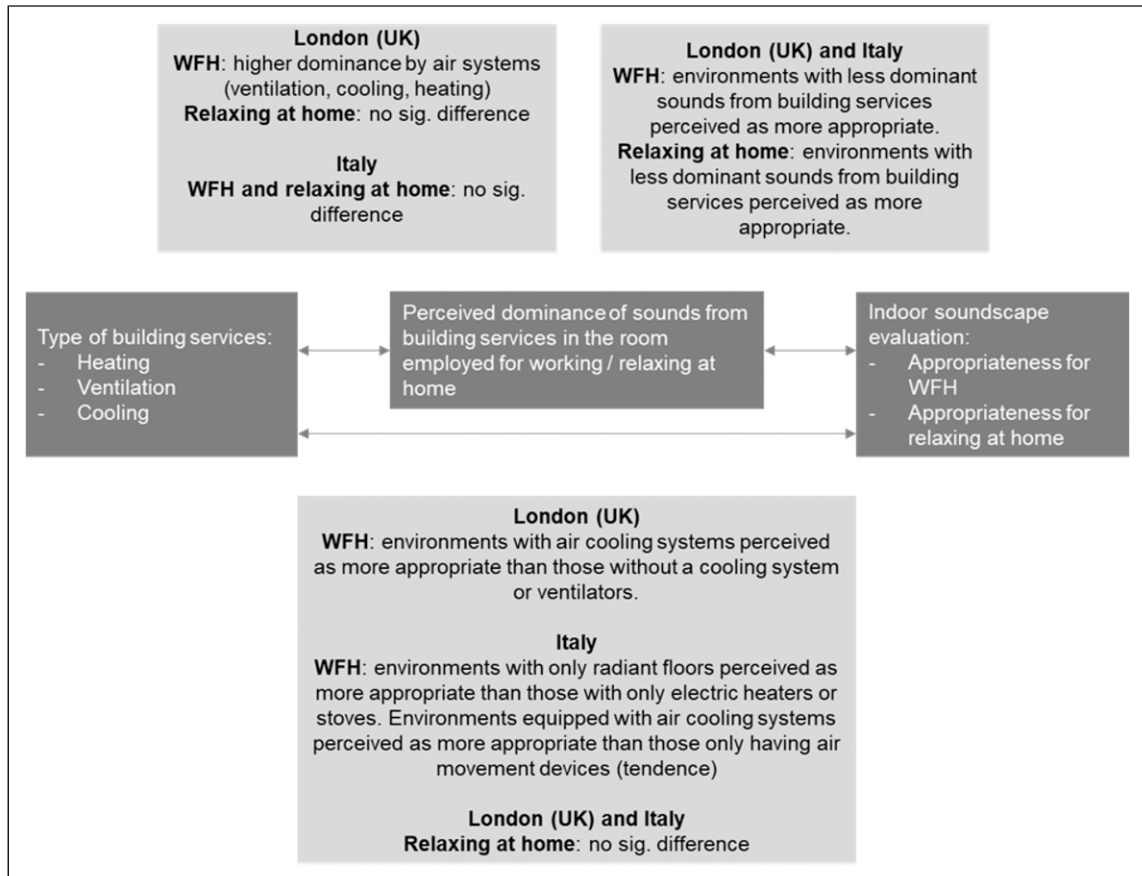 London (UK)
WFH: higher dominance by air systems
(ventilation, cooling, heating)
Relaxing at home: no sig. difference
Italy
WFH and relaxing at home: no sig.
difference
London (UK) and Italy
WFH: environments with less dominant
sounds from building services
perceived as more appropriate.
Relaxing at home: environments with
less dominant sounds from building
services perceived as more
appropriate.
Type of building services:
- Heating
- Ventilation
- Cooling
Perceived dominance of sounds from
building services in the room
employed for working / relaxing at
home
Indoor soundscape
evaluation:
- Appropriateness for
WFH
- Appropriateness for
relaxing at home
London (UK)
WFH: environments with air cooling systems perceived
as more appropriate than those without a cooling system
or ventilators.
Italy
WFH: environments with only radiant floors perceived as
more appropriate than those with only electric heaters or
stoves. Environments equipped with air cooling systems
perceived as more appropriate than those only having air
movement devices (tendence)
London (UK) and Italy
Relaxing at home: no sig. difference